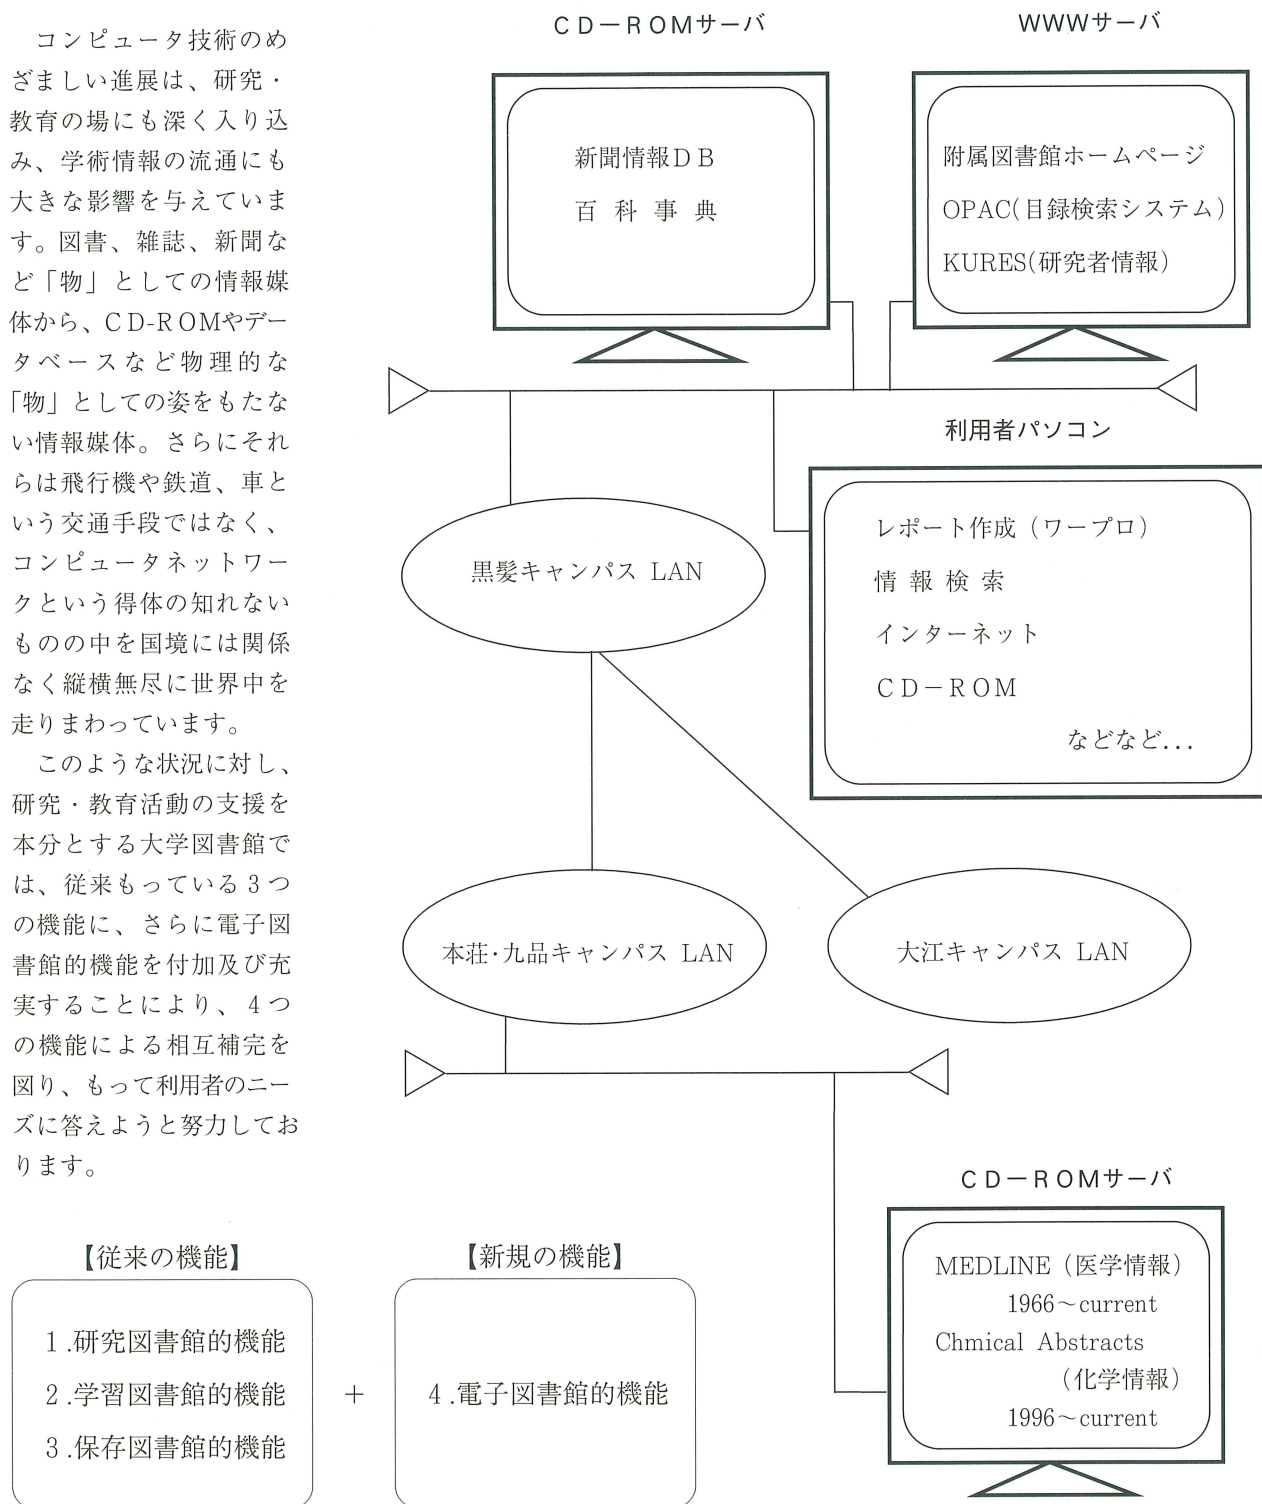 コンピュータ技術のめ
ざましい進展は、研究・
教育の場にも深く入り込
み、学術情報の流通にも
大きな影響を与えていま
す。図書、雑誌、新聞な
ど「物」としての情報媒
体から、CD-ROMやデー
タベースなど物理的な
「物」としての姿をもたな
い情報媒体。さらにそれ
らは飛行機や鉄道、車と
いう交通手段ではなく、
コンピュータネットワー
クという得体の知れない
ものの中を国境には関係
なく縦横無尽に世界中を
走りまわっています。
このような状況に対し、
研究・教育活動の支援を
本分とする大学図書館で
は、従来もっている3つ
の機能に、さらに電子図
書館的機能を付加及び充
実することにより、4つ
の機能による相互補完を
図り、もって利用者のニー
ズに答えようと努力してお
ります。
CD-ROMサーバ
新聞情報DB
百科事典
WWWサーバ
附属図書館ホームページ
OPAC(目録検索システム)
KURES(研究者情報)
利用者パソコン
レポート作成(ワープロ)
情報検索
インターネット
CD-ROM
などなど...
黒髪キャンパス LAN
本荘・九品キャンパス LAN
大江キャンパス LAN
CD-ROMサーバ
MEDLINE(医学情報)
1966~current
Chmical Abstracts
(化学情報)
1996~current
【従来の機能】
1.研究図書館的機能
2.学習図書館的機能
3.保存図書館的機能
+
【新規の機能】
4.電子図書館的機能